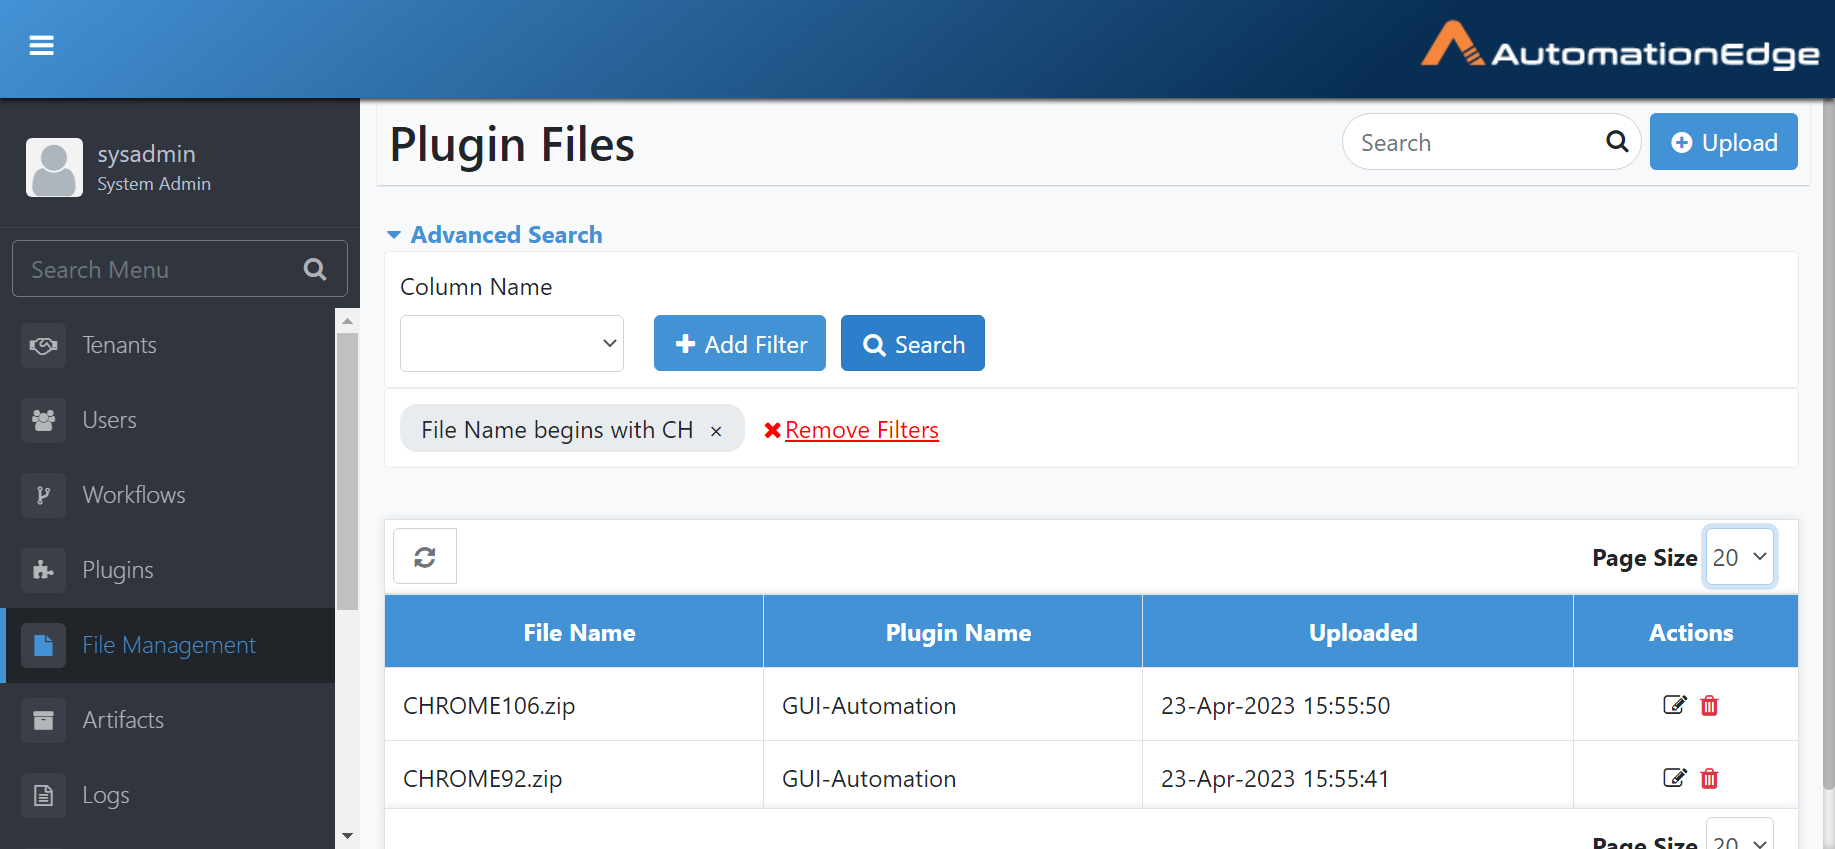 AutomationEdge
sysadmin
System Admin
Search Menu
Tenants
Users
Workflows
Plugins
File Management
Artifacts
Logs
Plugin Files
Search
Upload
Advanced Search
Column Name
Add Filter
Search
File Name begins with CH ×
Remove Filters
Page Size 20
File Name Plugin Name Uploaded Actions
CHROME106.zip GUI-Automation 23-Apr-2023 15:55:50
CHROME92.zip GUI-Automation 23-Apr-2023 15:55:41
Page Size 20